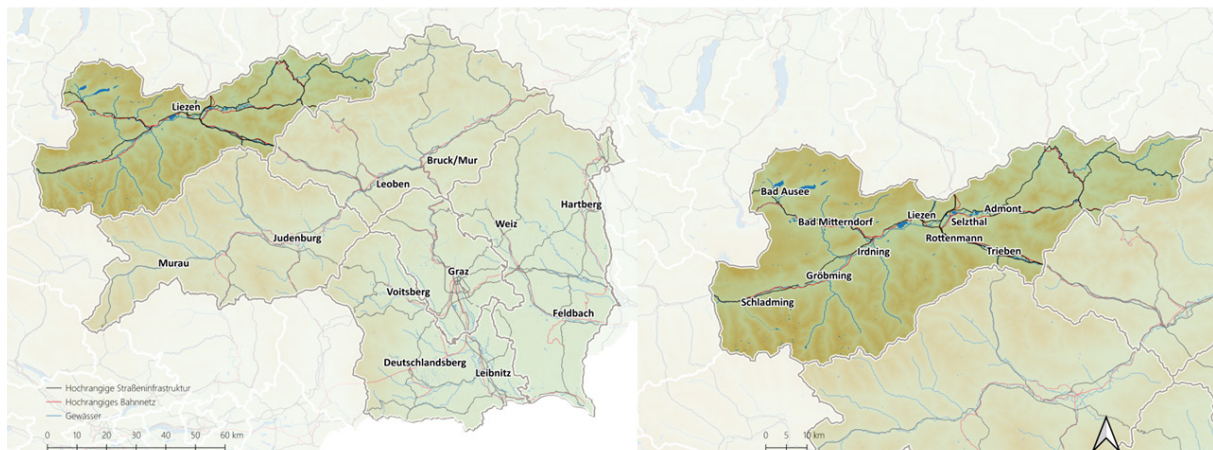 Liezen
Bruck/Mur
Leoben
Hartberg
Weiz
Judenburg
Murau
Graz
Voitsberg
Feldbach
Deutschlandsberg
Leibnitz
Hochrangige Straßeninfrastruktur
Hochrangiges Bahnnetz
Gewässer
0 10 20 30 40 50 60 km
Bad Ausee
Bad Mitterndorf
Liezen
Admont
Selzthal
Rottenmann
Irdning
Trieben
Gröbming
Schladming
0 5 10 km